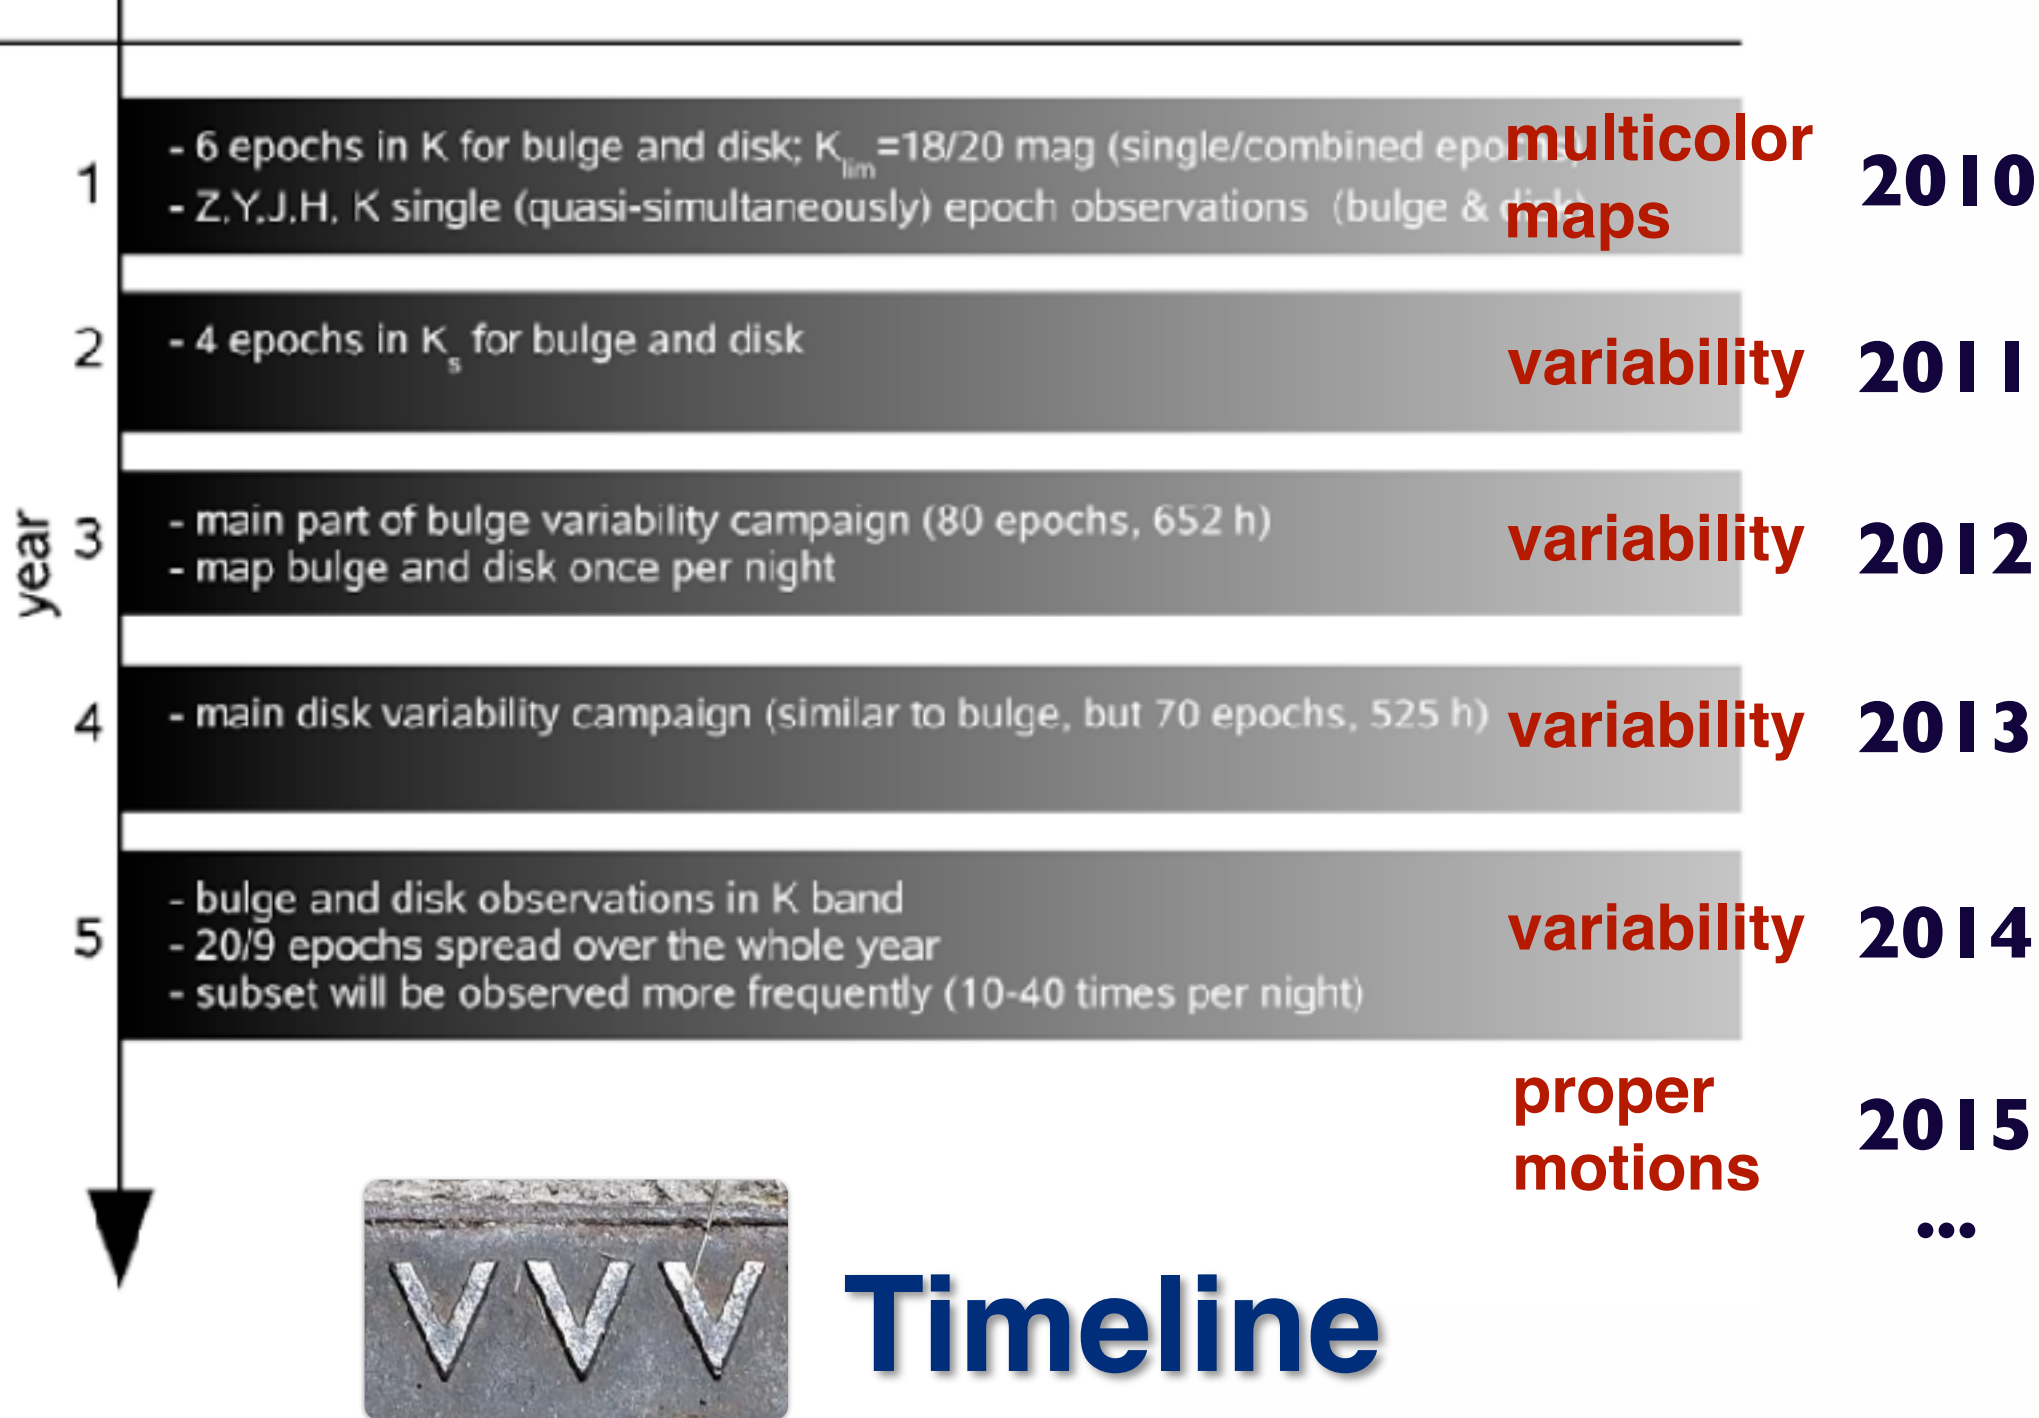 year
1
- 6 epochs in K for bulge and disk; Klim=18/20 mag (single/combined epochs)
- Z,Y,J,H, K single (quasi-simultaneously) epoch observations (bulge & disk)
multicolor
maps
2010
2
- 4 epochs in Ks for bulge and disk
variability
2011
3
- main part of bulge variability campaign (80 epochs, 652 h)
- map bulge and disk once per night
variability
2012
4
- main disk variability campaign (similar to bulge, but 70 epochs, 525 h)
variability
2013
5
- bulge and disk observations in K band
- 20/9 epochs spread over the whole year
- subset will be observed more frequently (10-40 times per night)
variability
2014
proper
motions
2015
...
VVV
Timeline